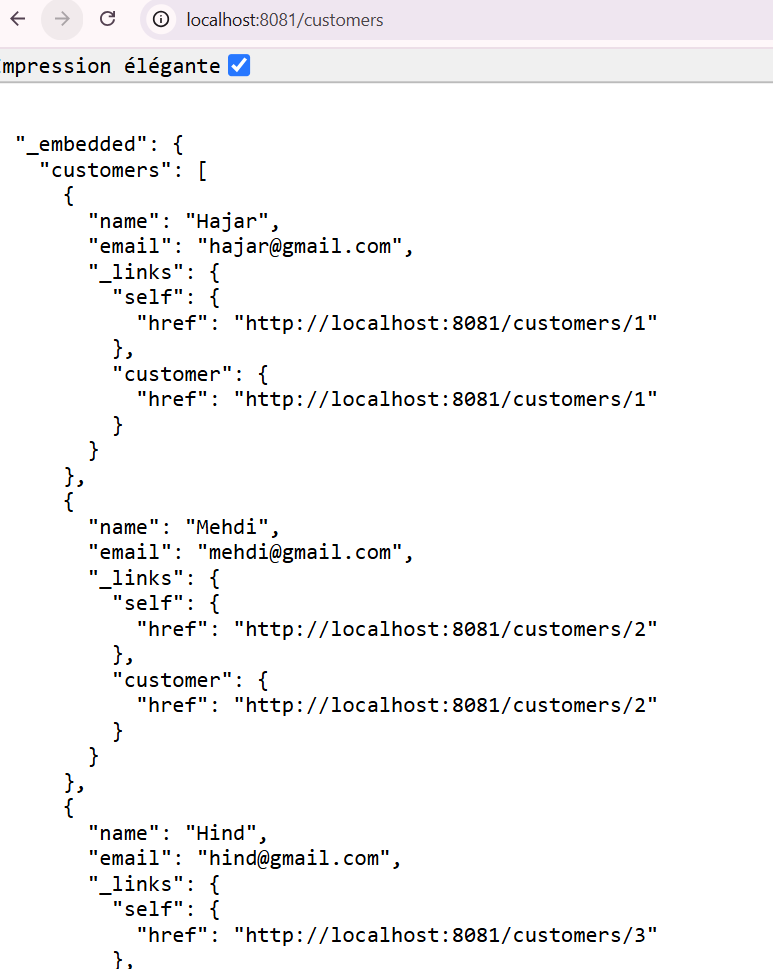 localhost:8081/customers
Impression élégante
"_embedded": {
"customers": [
{
"name": "Hajar",
"email": "hajar@gmail.com",
"_links": {
"self": {
"href": "http://localhost:8081/customers/1"
},
"customer": {
"href": "http://localhost:8081/customers/1"
}
}
},
{
"name": "Mehdi",
"email": "mehdi@gmail.com",
"_links": {
"self": {
"href": "http://localhost:8081/customers/2"
},
"customer": {
"href": "http://localhost:8081/customers/2"
}
}
},
{
"name": "Hind",
"email": "hind@gmail.com",
"_links": {
"self": {
"href": "http://localhost:8081/customers/3"
},